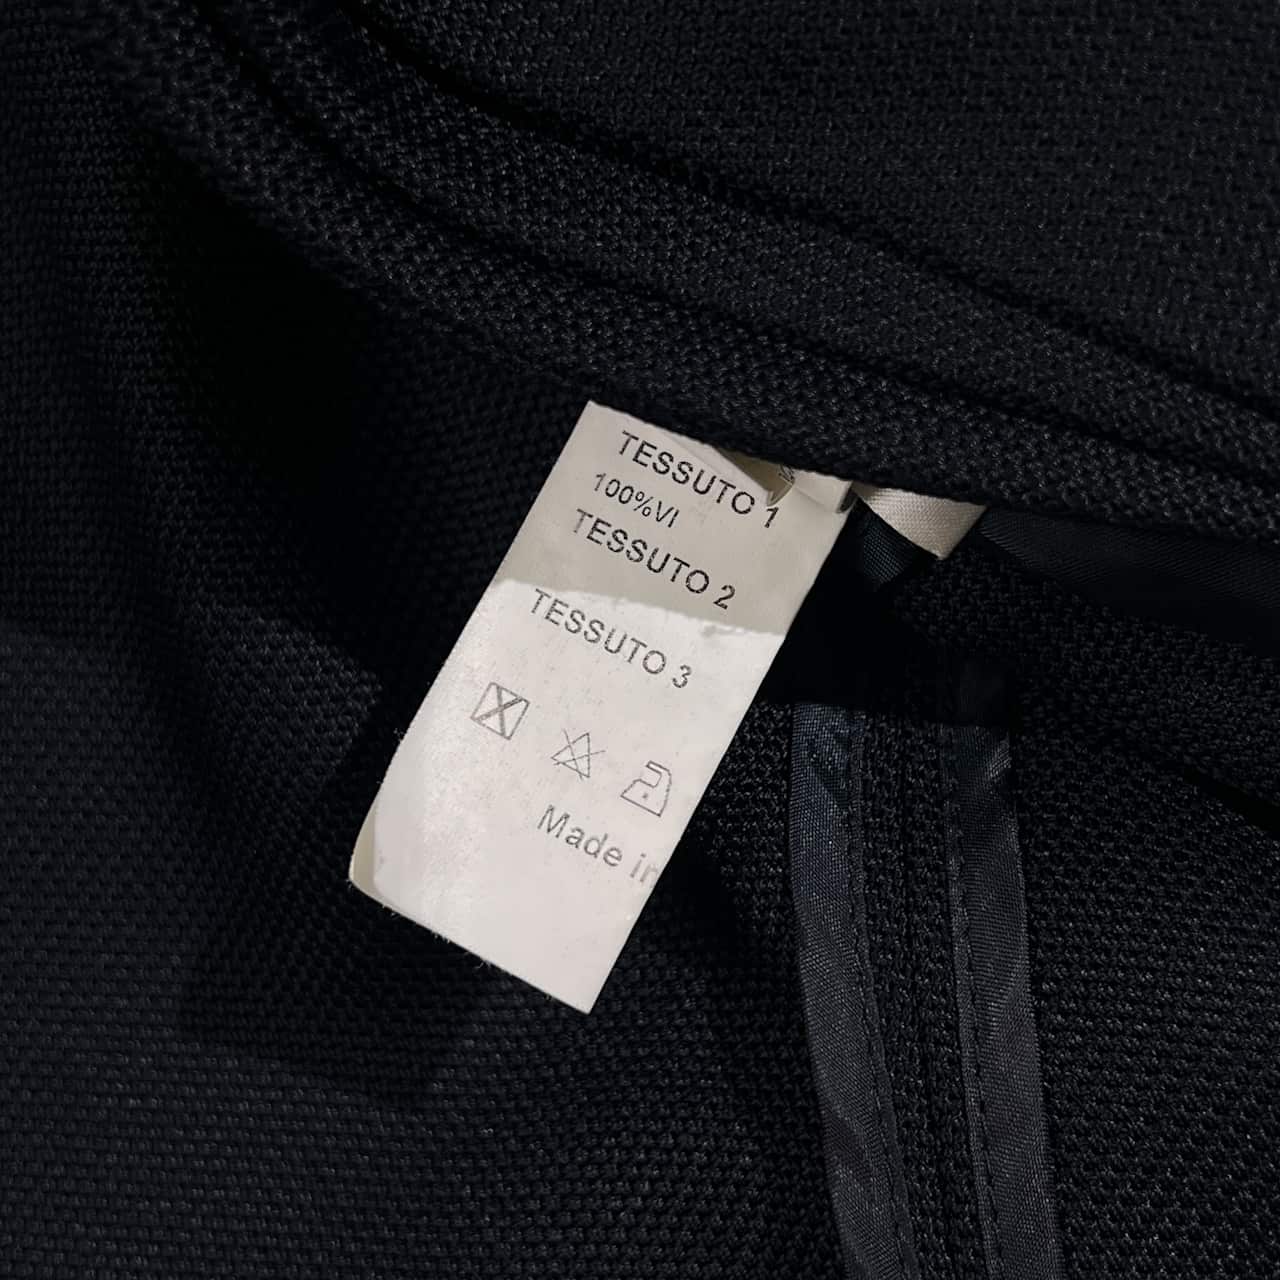 TESSUTO 1
100%VI
TESSUTO 2
TESSUTO 3
Made in